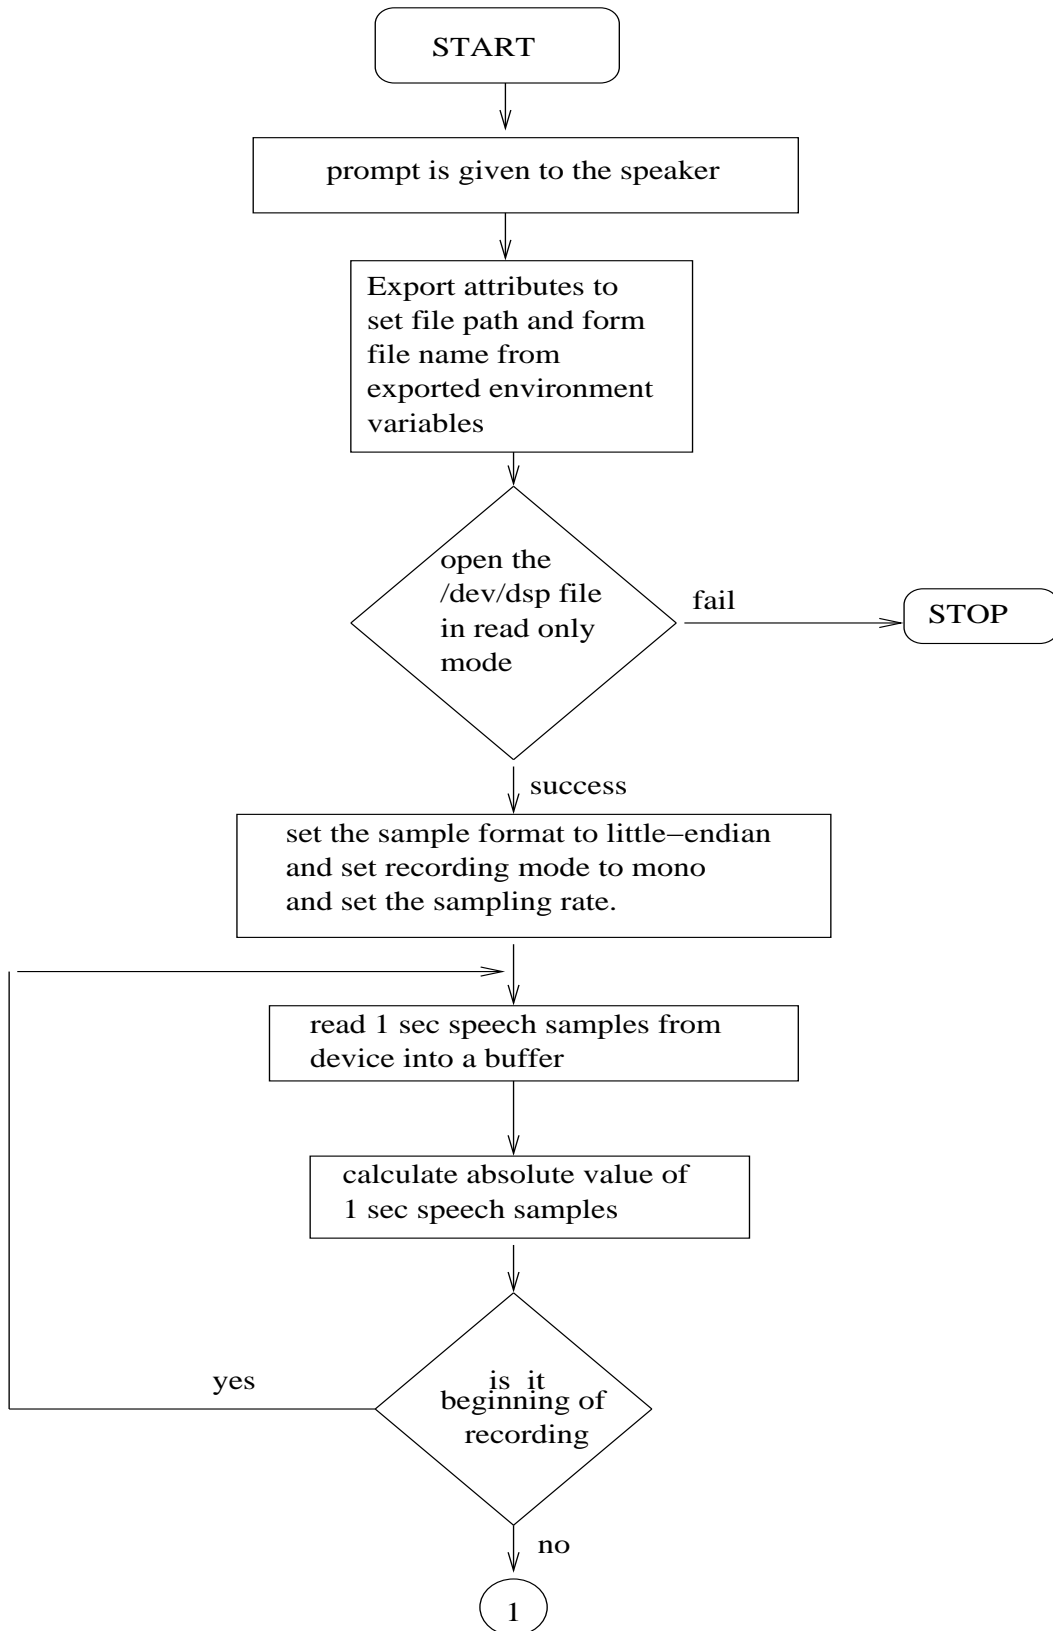 START
prompt is given to the speaker
Export attributes to
set file path and form
file name from
exported environment
variables
open the
/dev/dsp file
in read only
mode
fail
STOP
success
set the sample format to little−endian
and set recording mode to mono
and set the sampling rate.
read 1 sec speech samples from
device into a buffer
calculate absolute value of
1 sec speech samples
yes
is it
beginning of
recording
no
1